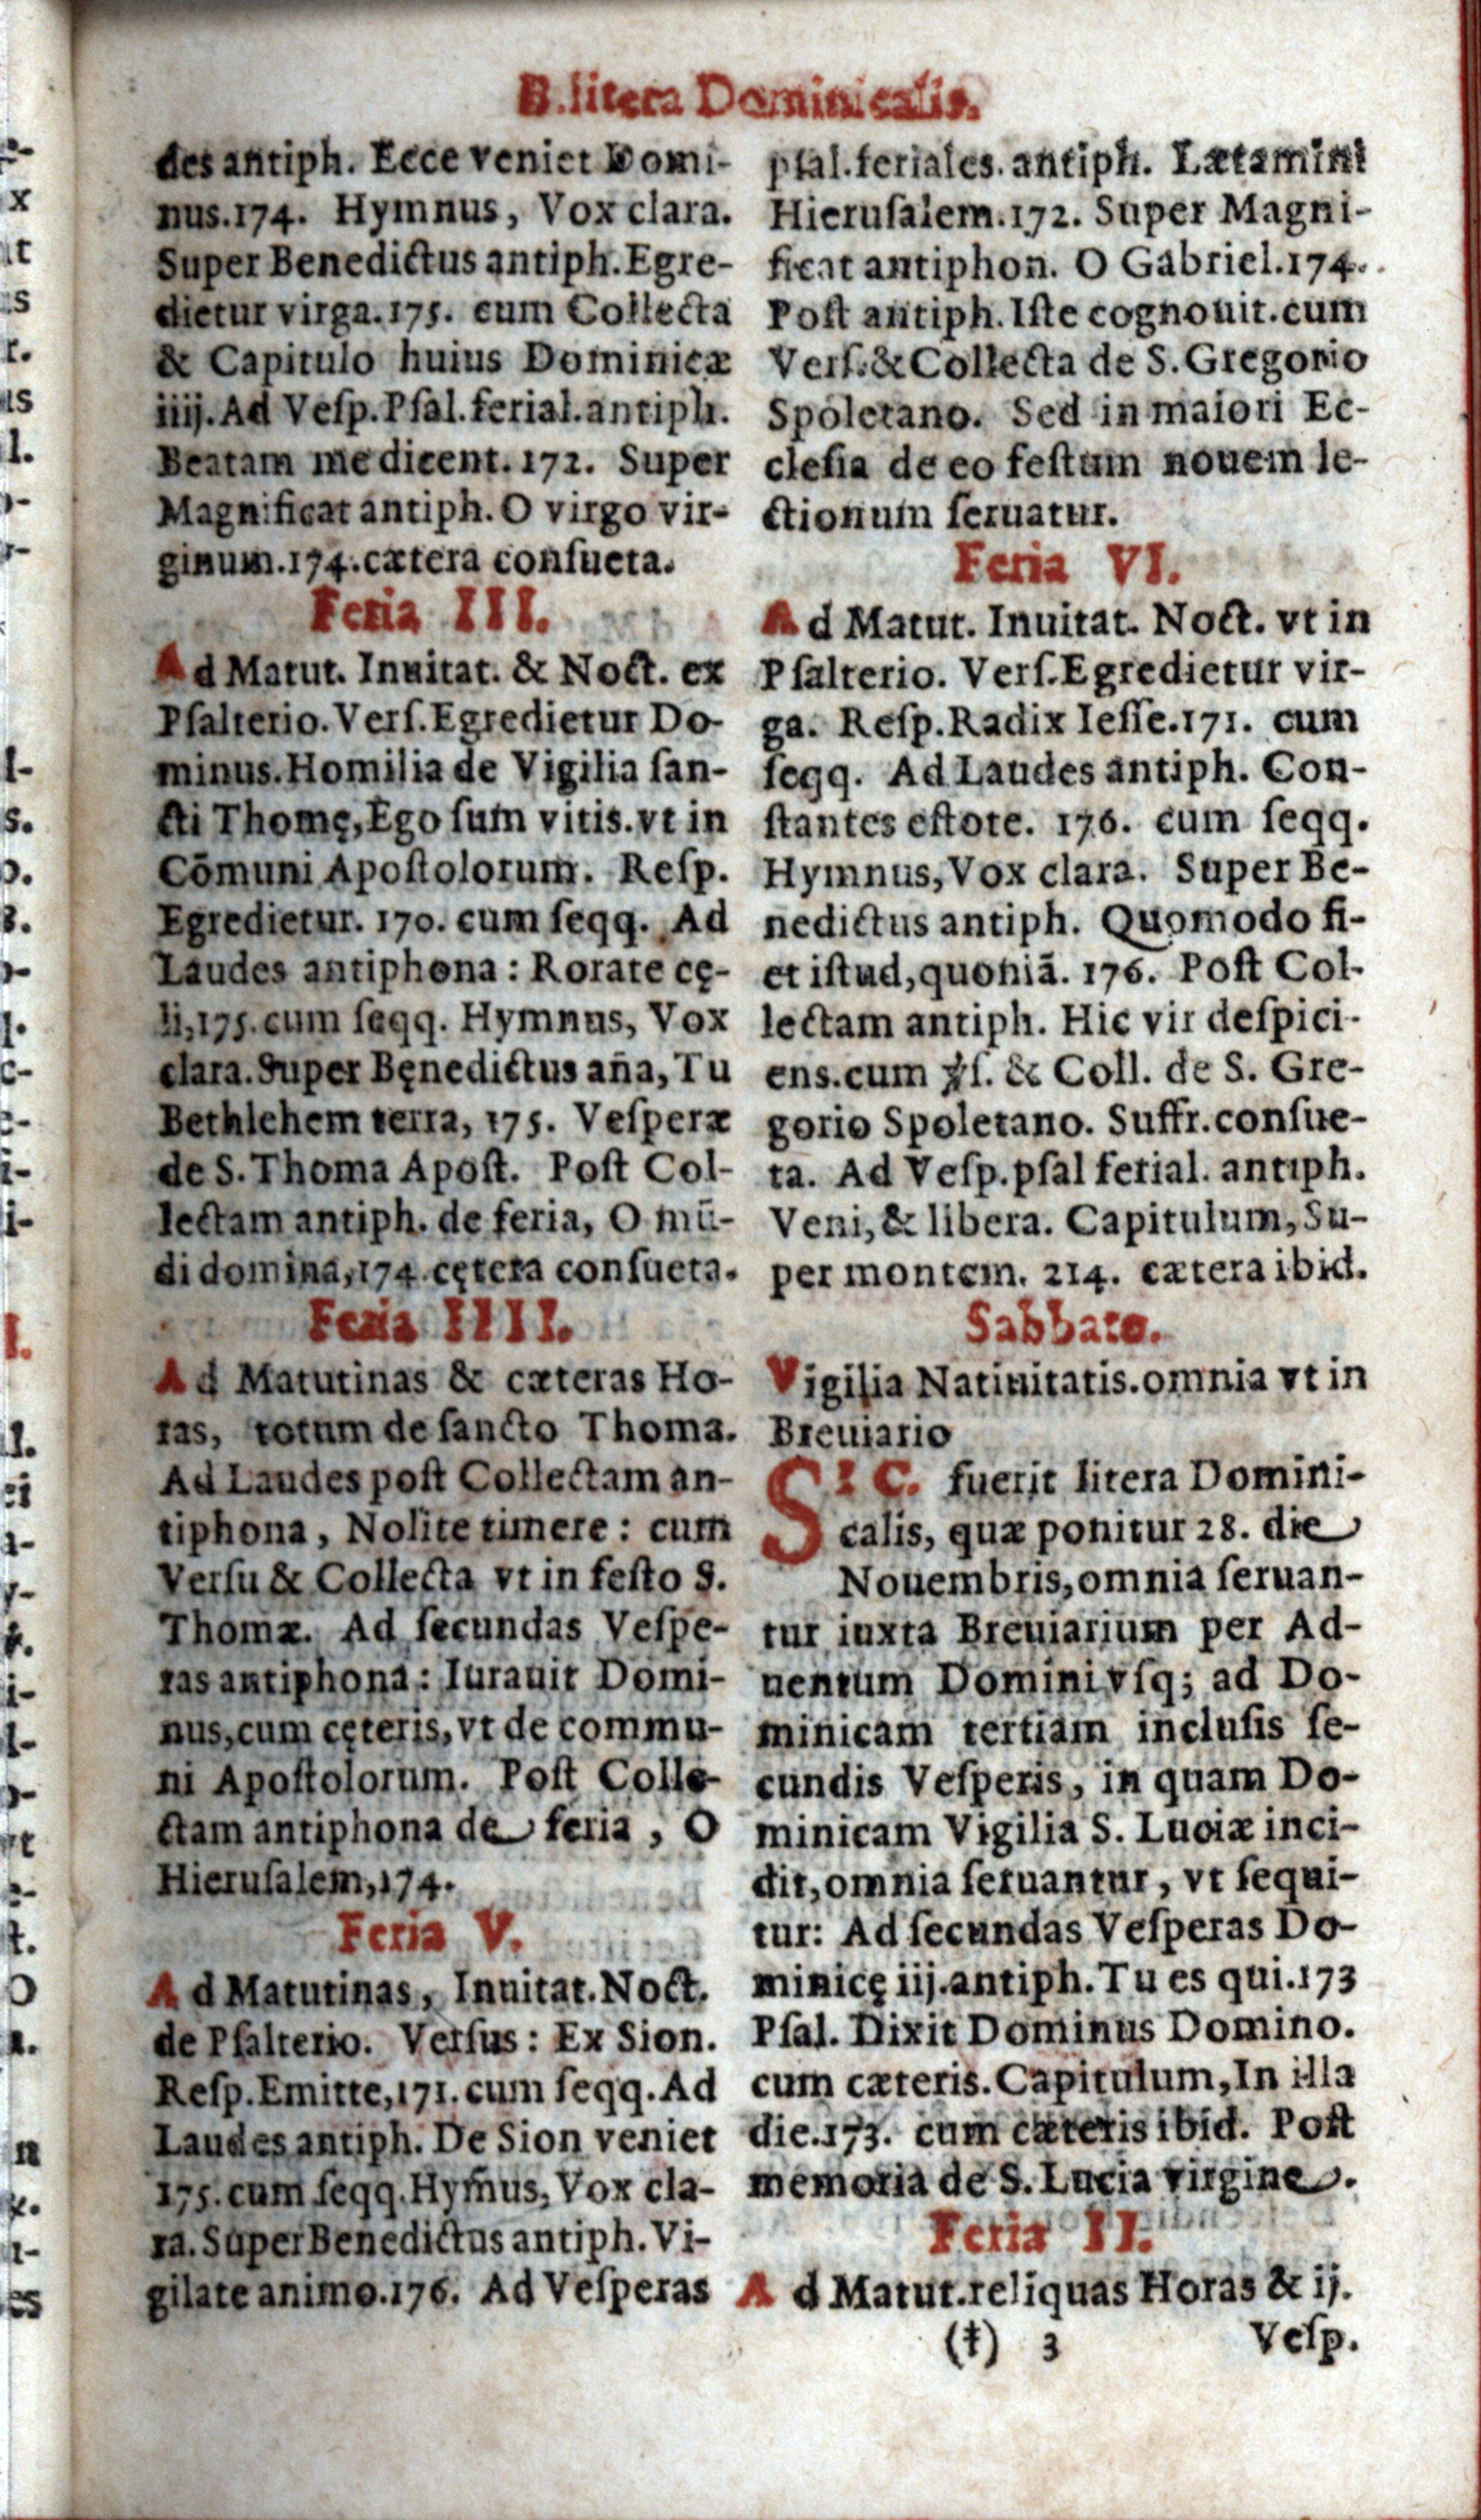 B.litera Dominicalis.
des antiph. Ecce veniet Domi-
nus.174. Hymnus, Vox clara.
Super Benedictus antiph.Egre-
dietur virga.175. cum Collecta
& Capitulo huius Dominicæ
iiij.Ad Veſp.Pſal.ferial.antiph.
Beatam me dicent.172. Super
Magnificat antiph.O virgo vir-
ginum.174.cætera conſueta.
Feria III.
Ad Matut. Inuitat. & Noct. ex
Pſalterio.Verſ.Egredietur Do-
minus.Homilia de Vigilia ſan-
cti Thomę,Ego ſum vitis.vt in
Cõmuni Apoſtolorum. Reſp.
Egredietur. 170. cum ſeqq. Ad
Laudes antiphona : Rorate cę-
li,175.cum ſeqq. Hymnus, Vox
clara.Super Bęnedictus añа, Tu
Bethlehem terra, 175. Veſperæ
de S.Thoma Apoſt. Poſt Col-
lectam antiph. de feria, O mũ-
di domina,174.cętera conſueta.
Feria IIII.
Ad Matutinas & cæteras Ho-
ras, totum de ſancto Thoma.
Ad Laudes poſt Collectam an-
tiphona, Nolite timere : cum
Verſu & Collecta vt in feſto S.
Thomæ. Ad ſecundas Veſpe-
ras antiphona : Iurauit Domi-
nus,cum cęteris,vt de commu-
ni Apoſtolorum. Poſt Colle-
ctam antiphona de feria, O
Hieruſalem,174.
Feria V.
Ad Matutinas, Inuitat.Noct.
de Pſalterio. Verſus : Ex Sion.
Reſp.Emitte,171.cum ſeqq.Ad
Laudes antiph. De Sion veniet
175.cum ſeqq.Hym̃us, Vox cla-
ra.Super Benedictus antiph.Vi-
gilate animo.176. Ad Veſperas
pſal.feriales.antiph. Lætamini
Hieruſalem.172. Super Magni-
ficat antiphon. O Gabriel.174.
Poſt antiph.Iſte cognouit.cum
Verſ.& Collecta de S.Gregorio
Spoletano. Sed in maiori Ec-
cleſia de eo feſtum nouem le-
ctionum ſeruatur.
Feria VI.
Ad Matut. Inuitat. Noct. vt in
Pſalterio. Verſ.Egredietur vir-
ga. Reſp.Radix Ieſſe.171. cum
ſeqq. Ad Laudes antiph. Con-
ſtantes eſtote. 176. cum ſeqq.
Hymnus,Vox clara. Super Be-
nedictus antiph. Quomodo fi-
et iſtud,quoniã. 176. Poſt Col-
lectam antiph. Hic vir deſpici-
ens.cum ℣ſ. & Coll. de S. Gre-
gorio Spoletano. Suffr.conſue-
ta. Ad Veſp.pſal ferial. antiph.
Veni,& libera. Capitulum, Su-
per montem. 214. cætera ibid.
Sabbato.
Vigilia Natiuitatis.omnia vt in
Breuiario
SI C. fuerit litera Domini-
calis, quæ ponitur 28. die
Nouembris,omnia ſeruan-
tur iuxta Breuiarium per Ad-
uentum Domini vſq; ad Do-
minicam tertiam incluſis ſe-
cundis Veſperis, in quam Do-
minicam Vigilia S. Luciæ inci-
dit,omnia ſeruantur, vt ſequi-
tur: Ad ſecundas Veſperas Do-
minicę iij.antiph.Tu es qui.173
Pſal. Dixit Dominus Domino.
cum cæteris.Capitulum,In illa
die.173. cum cæteris ibid. Poſt
memoria de S. Lucia virgine.
Feria II.
Ad Matut.reliquas Horas & ij.
(‡) 3 Veſp.